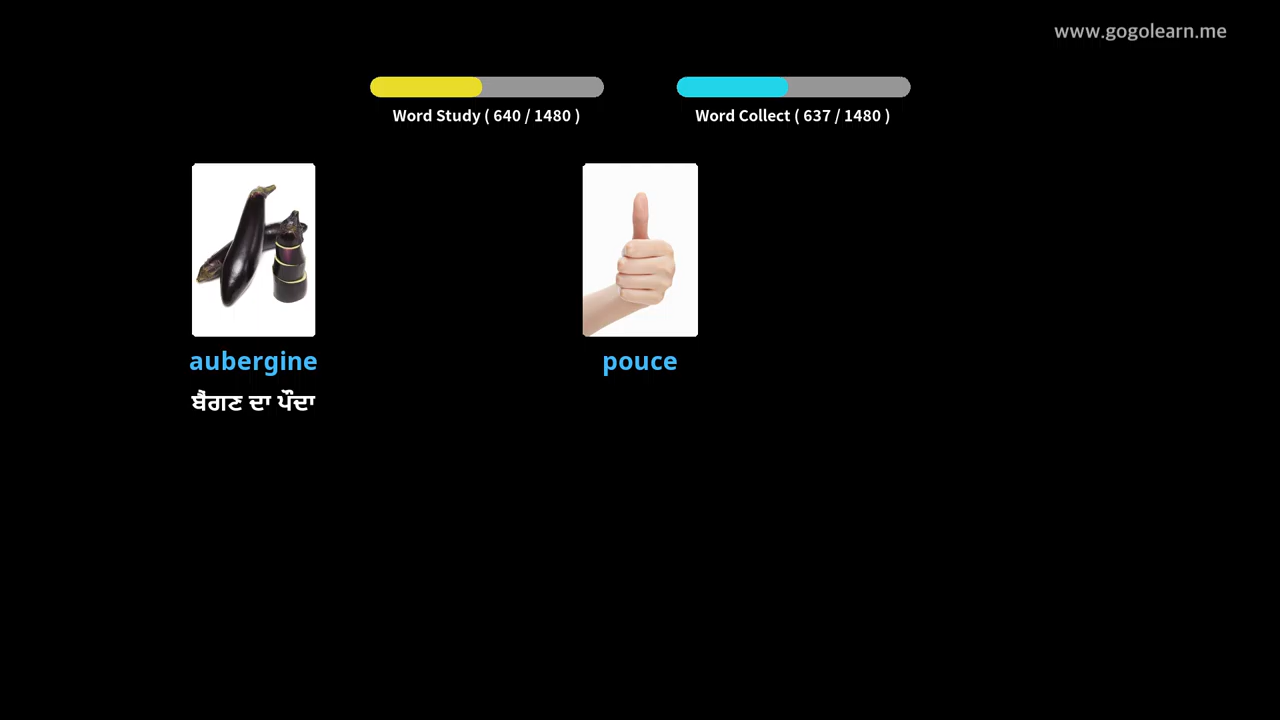 www.gogolearn.me
Word Study ( 640 / 1480 )
Word Collect ( 637 / 1480 )
aubergine
pouce
ਬੈਂਗਣ ਦਾ ਪੌਦਾ